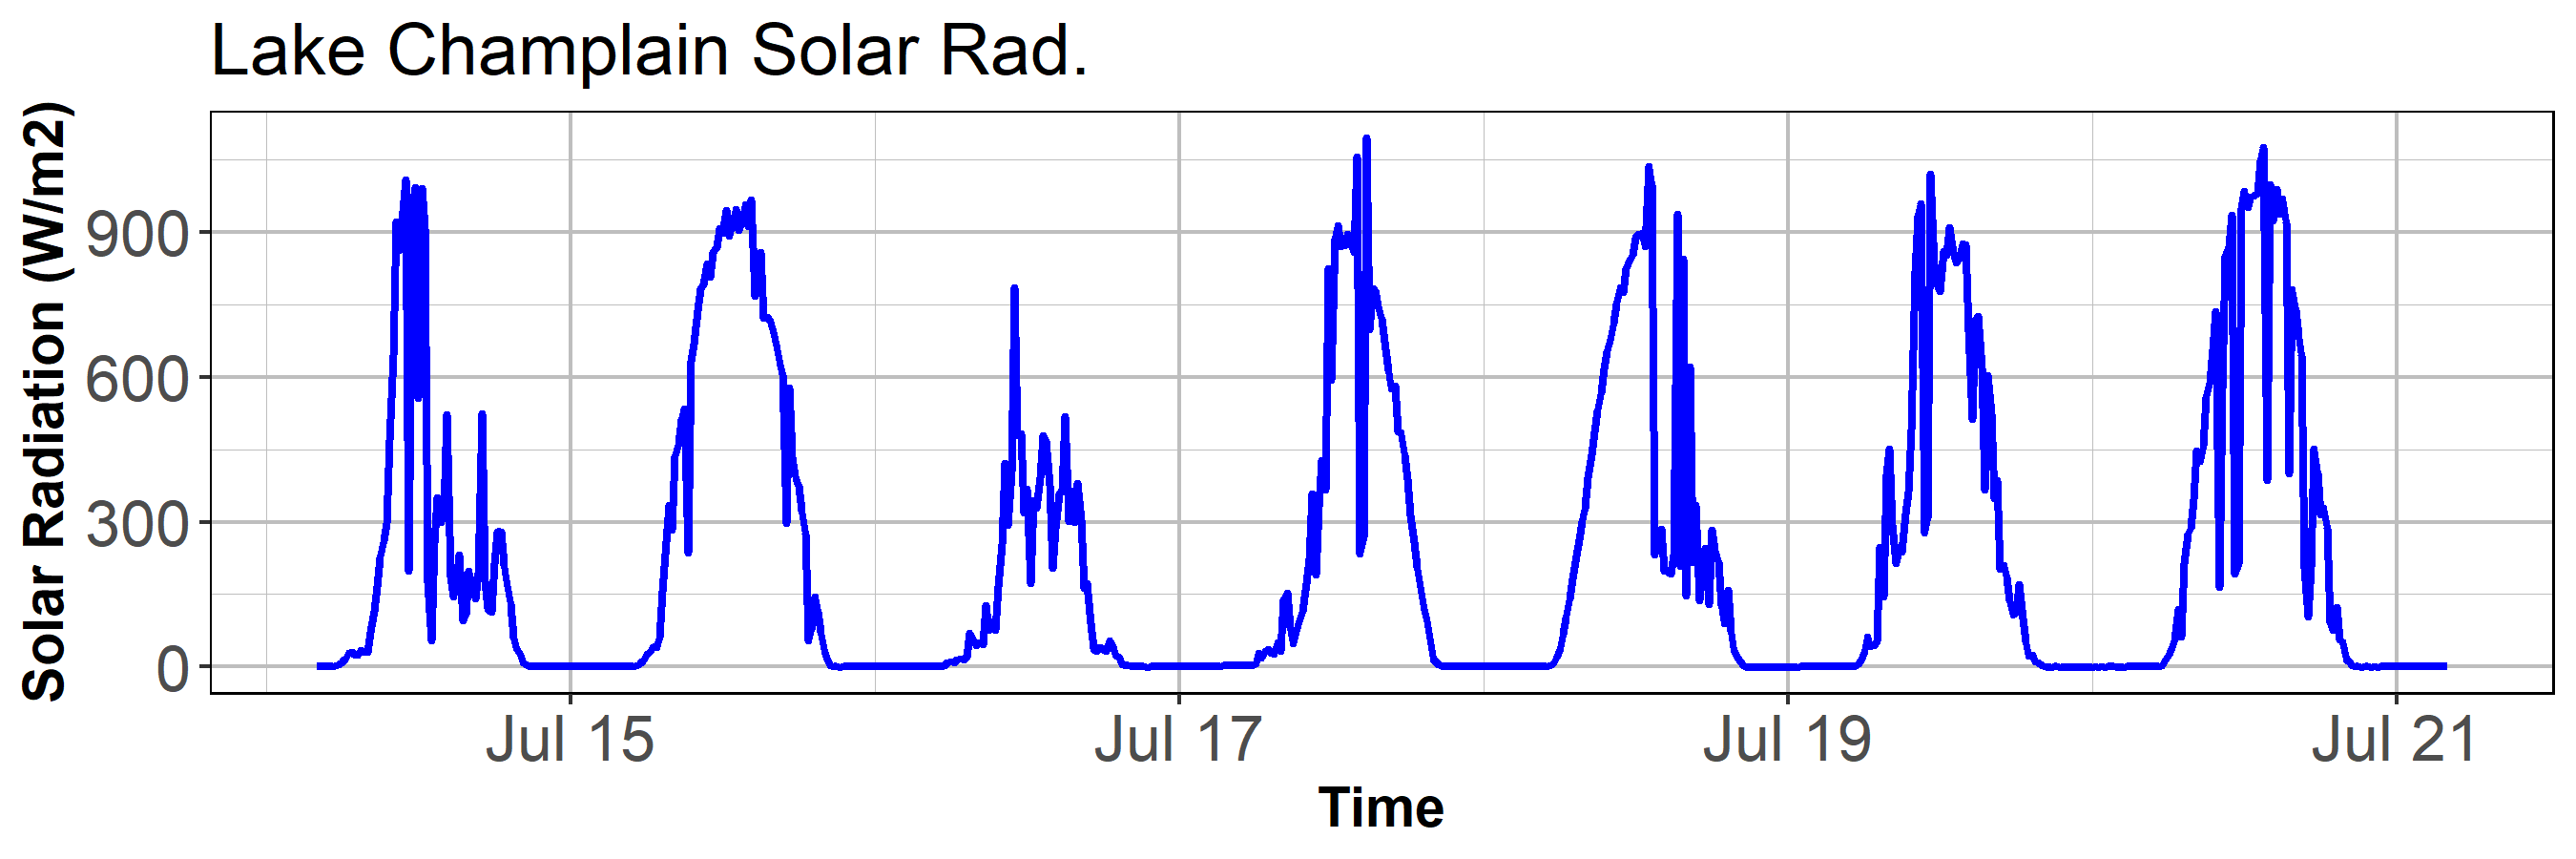 Lake Champlain Solar Rad.
Solar Radiation (W/m2)
900
600
300
0
Jul 15 Jul 17 Jul 19 Jul 21
Time